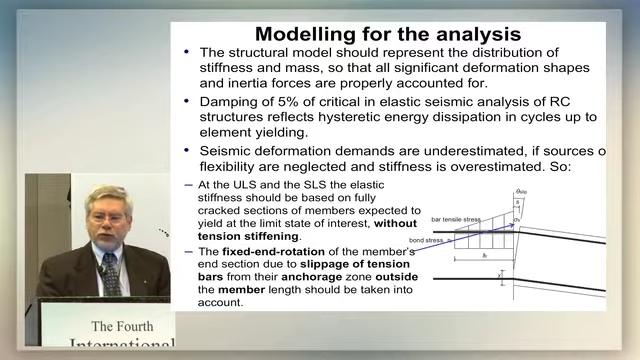 Modelling for the analysis
• The structural model should represent the distribution of
stiffness and mass, so that all significant deformation shapes
and inertia forces are properly accounted for.
• Damping of 5% of critical in elastic seismic analysis of RC
structures reflects hysteretic energy dissipation in cycles up to
element yielding.
• Seismic deformation demands are underestimated, if sources o
flexibility are neglected and stiffness is overestimated. So:
– At the ULS and the SLS the elastic
stiffness should be based on fully
cracked sections of members expected to
yield at the limit state of interest, without
tension stiffening.
– The fixed-end-rotation of the member's
end section due to slippage of tension
bars from their anchorage zone outside
the member length should be taken into
account.
bar tensile stress
bond stress,
The Fourth
International